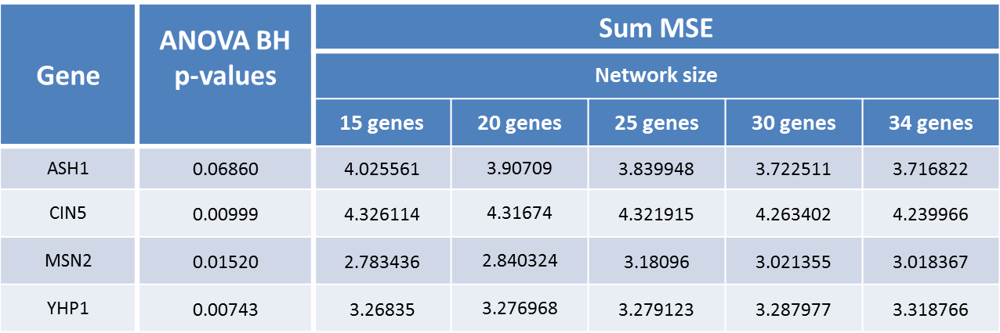 Gene ANOVA BH p-values Sum MSE
Network size
15 genes 20 genes 25 genes 30 genes 34 genes
ASH1 0.06860 4.025561 3.90709 3.839948 3.722511 3.716822
CIN5 0.00999 4.326114 4.31674 4.321915 4.263402 4.239966
MSN2 0.01520 2.783436 2.840324 3.18096 3.021355 3.018367
YHP1 0.00743 3.26835 3.276968 3.279123 3.287977 3.318766